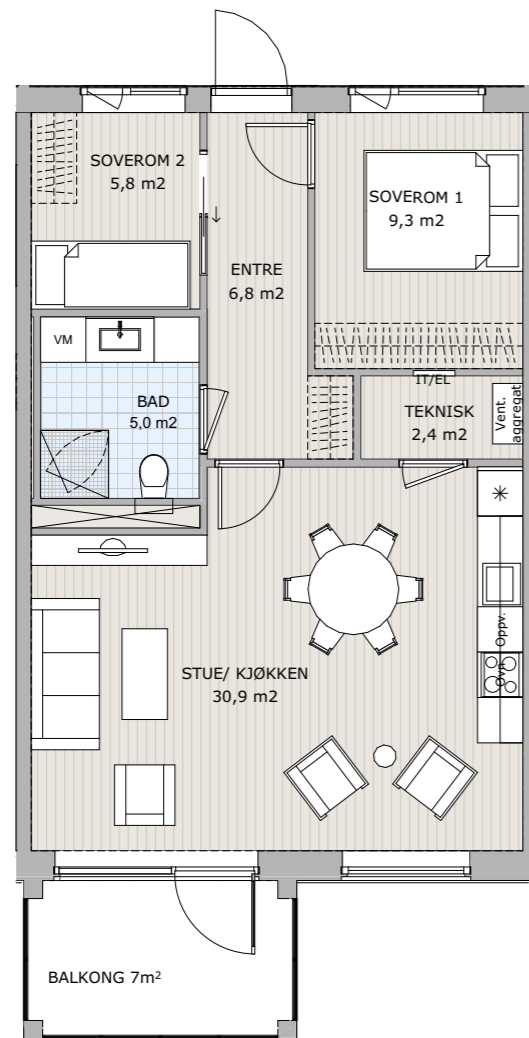 SOVEROM 2
5,8 m2
SOVEROM 1
9,3 m2
ENTRE
6,8 m2
VM
BAD
5,0 m2
IT/EL
TEKNISK
2,4 m2
Vent.
aggregat
STUE/ KJØKKEN
30,9 m2
Oppv.
Ovn
BALKONG 7m²